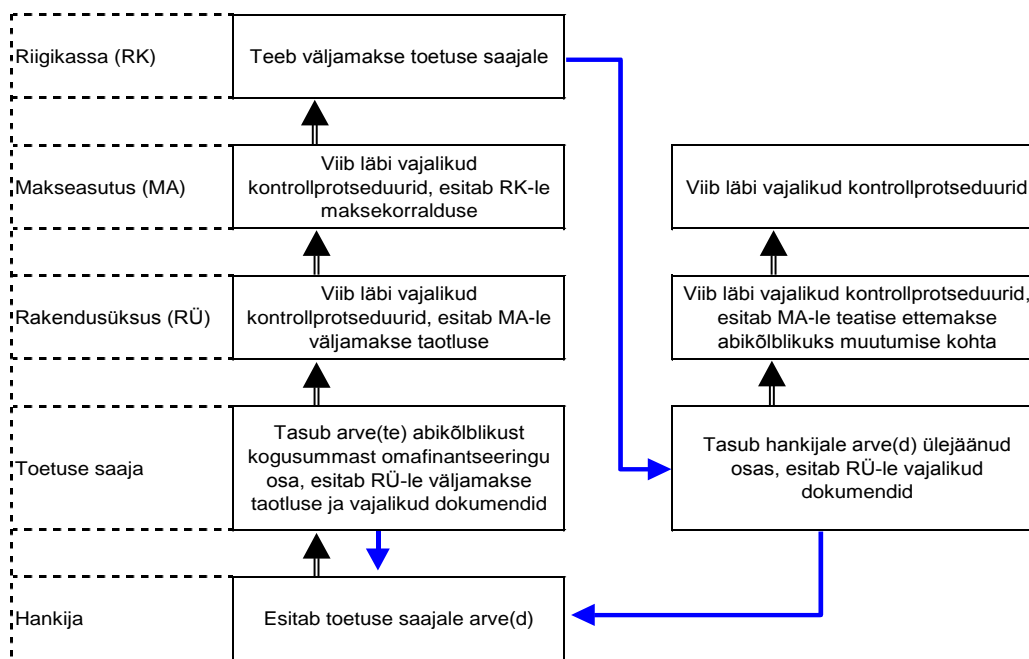 Riigikassa (RK)
Teeb väljamakse toetuse saajale
Makseasutus (MA)
Viib läbi vajalikud
kontrollprotseduurid, esitab RK-le
maksekorralduse
Viib läbi vajalikud kontrollprotseduurid
Rakendusüksus (RÜ)
Viib läbi vajalikud
kontrollprotseduurid, esitab MA-le
väljamakse taotluse
Viib läbi vajalikud kontrollprotseduurid,
esitab MA-le teatise ettemakse
abikõlblikuks muutumise kohta
Toetuse saaja
Tasub arve(te) abikõlblikust
kogusummast omafinantseeringu
osa, esitab RÜ-le väljamakse
taotluse ja vajalikud dokumendid
Tasub hankijale arve(d) ülejäänud
osas, esitab RÜ-le vajalikud
dokumendid
Hankija
Esitab toetuse saajale arve(d)